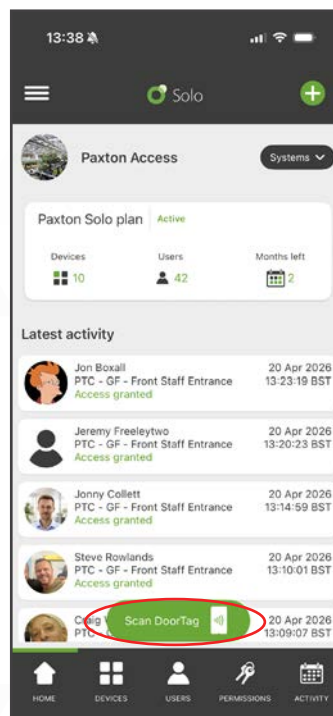 13:38
Solo
Paxton Access
Systems
Paxton Solo plan Active
Devices Users Months left
10 42 2
Latest activity
Jon Boxall 20 Apr 2026
PTC - GF - Front Staff Entrance 13:23:19 BST
Access granted
Jeremy Freeleytwo 20 Apr 2026
PTC - GF - Front Staff Entrance 13:20:23 BST
Access granted
Jonny Collett 20 Apr 2026
PTC - GF - Front Staff Entrance 13:14:59 BST
Access granted
Steve Rowlands 20 Apr 2026
PTC - GF - Front Staff Entrance 13:10:01 BST
Access granted
Craig 20 Apr 2026
Scan DoorTag
PTC - 13:09:07 BST
HOME DEVICES USERS PERMISSIONS ACTIVITY